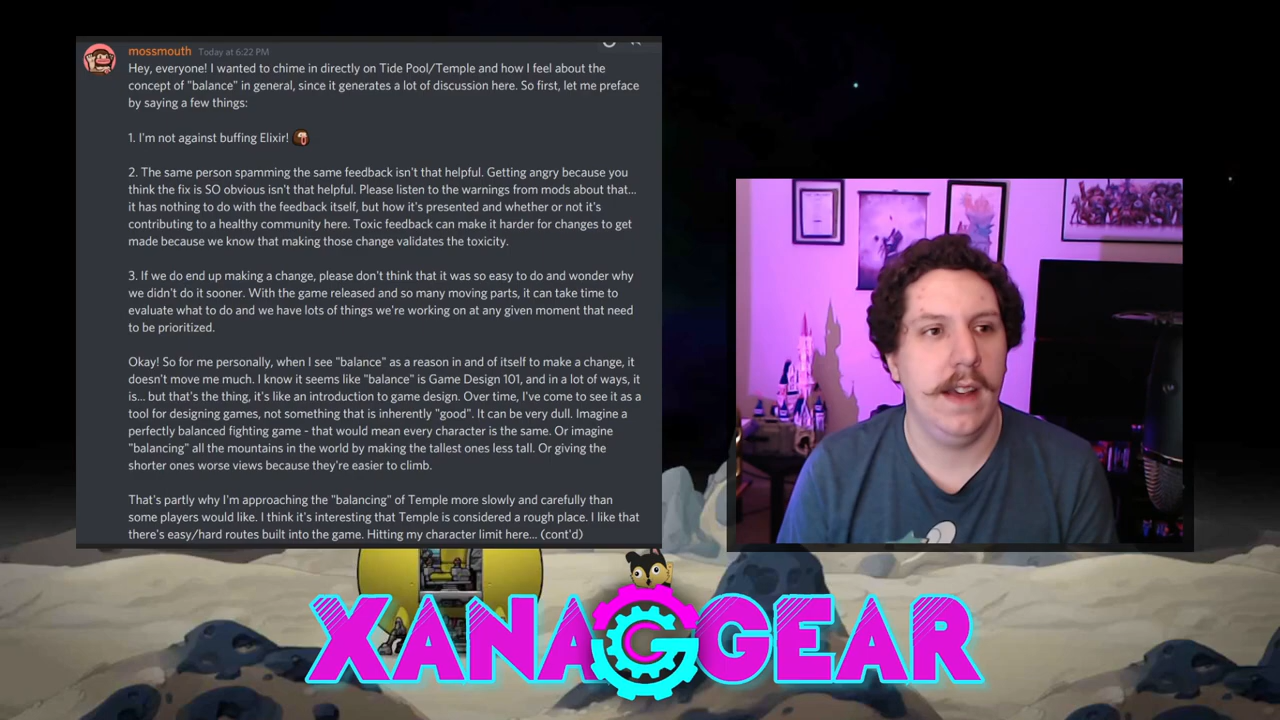 mossmouth Today at 6:22 PM
Hey, everyone! I wanted to chime in directly on Tide Pool/Temple and how I feel about the
concept of "balance" in general, since it generates a lot of discussion here. So first, let me preface
by saying a few things:
1. I'm not against buffing Elixir!
2. The same person spamming the same feedback isn't that helpful. Getting angry because you
think the fix is SO obvious isn't that helpful. Please listen to the warnings from mods about that...
it has nothing to do with the feedback itself, but how it's presented and whether or not it's
contributing to a healthy community here. Toxic feedback can make it harder for changes to get
made because we know that making those change validates the toxicity.
3. If we do end up making a change, please don't think that it was so easy to do and wonder why
we didn't do it sooner. With the game released and so many moving parts, it can take time to
evaluate what to do and we have lots of things we're working on at any given moment that need
to be prioritized.
Okay! So for me personally, when I see "balance" as a reason in and of itself to make a change, it
doesn't move me much. I know it seems like "balance" is Game Design 101, and in a lot of ways, it
is... but that's the thing, it's like an introduction to game design. Over time, I've come to see it as a
tool for designing games, not something that is inherently "good". It can be very dull. Imagine a
perfectly balanced fighting game - that would mean every character is the same. Or imagine
"balancing" all the mountains in the world by making the tallest ones less tall. Or giving the
shorter ones worse views because they're easier to climb.
That's partly why I'm approaching the "balancing" of Temple more slowly and carefully than
some players would like. I think it's interesting that Temple is considered a rough place. I like that
there's easy/hard routes built into the game. Hitting my character limit here... (cont'd)
XANAGGEAR